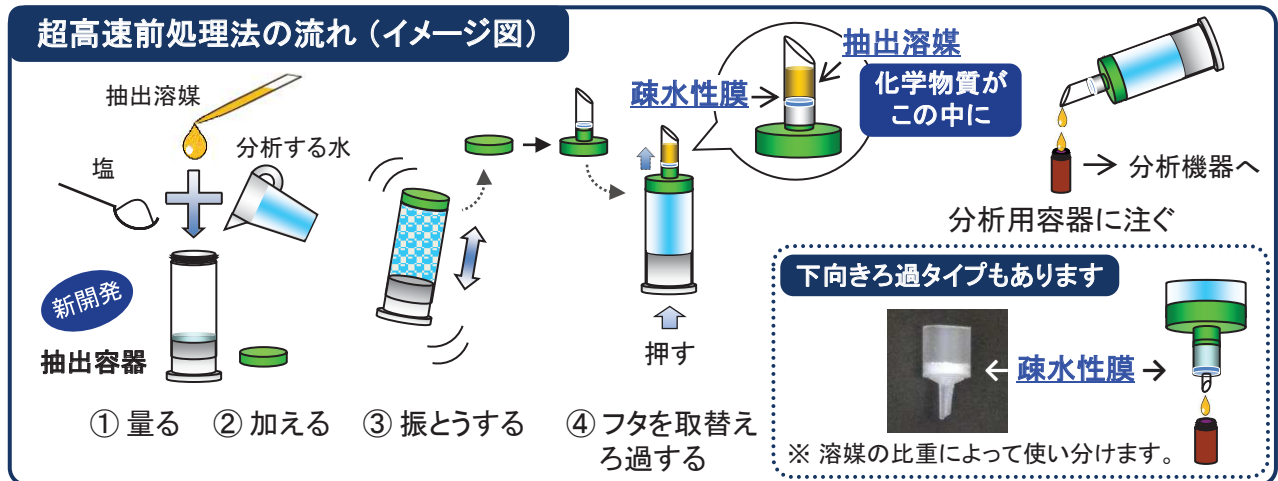 超高速前処理法の流れ（イメージ図）
抽出溶媒
塩
分析する水
新開発
抽出容器
疎水性膜
抽出溶媒
化学物質が
この中に
押す
分析機器へ
分析用容器に注ぐ
① 量る
② 加える
③ 振とうする
④ フタを取替え
ろ過する
下向きろ過タイプもあります
疎水性膜
※ 溶媒の比重によって使い分けます。